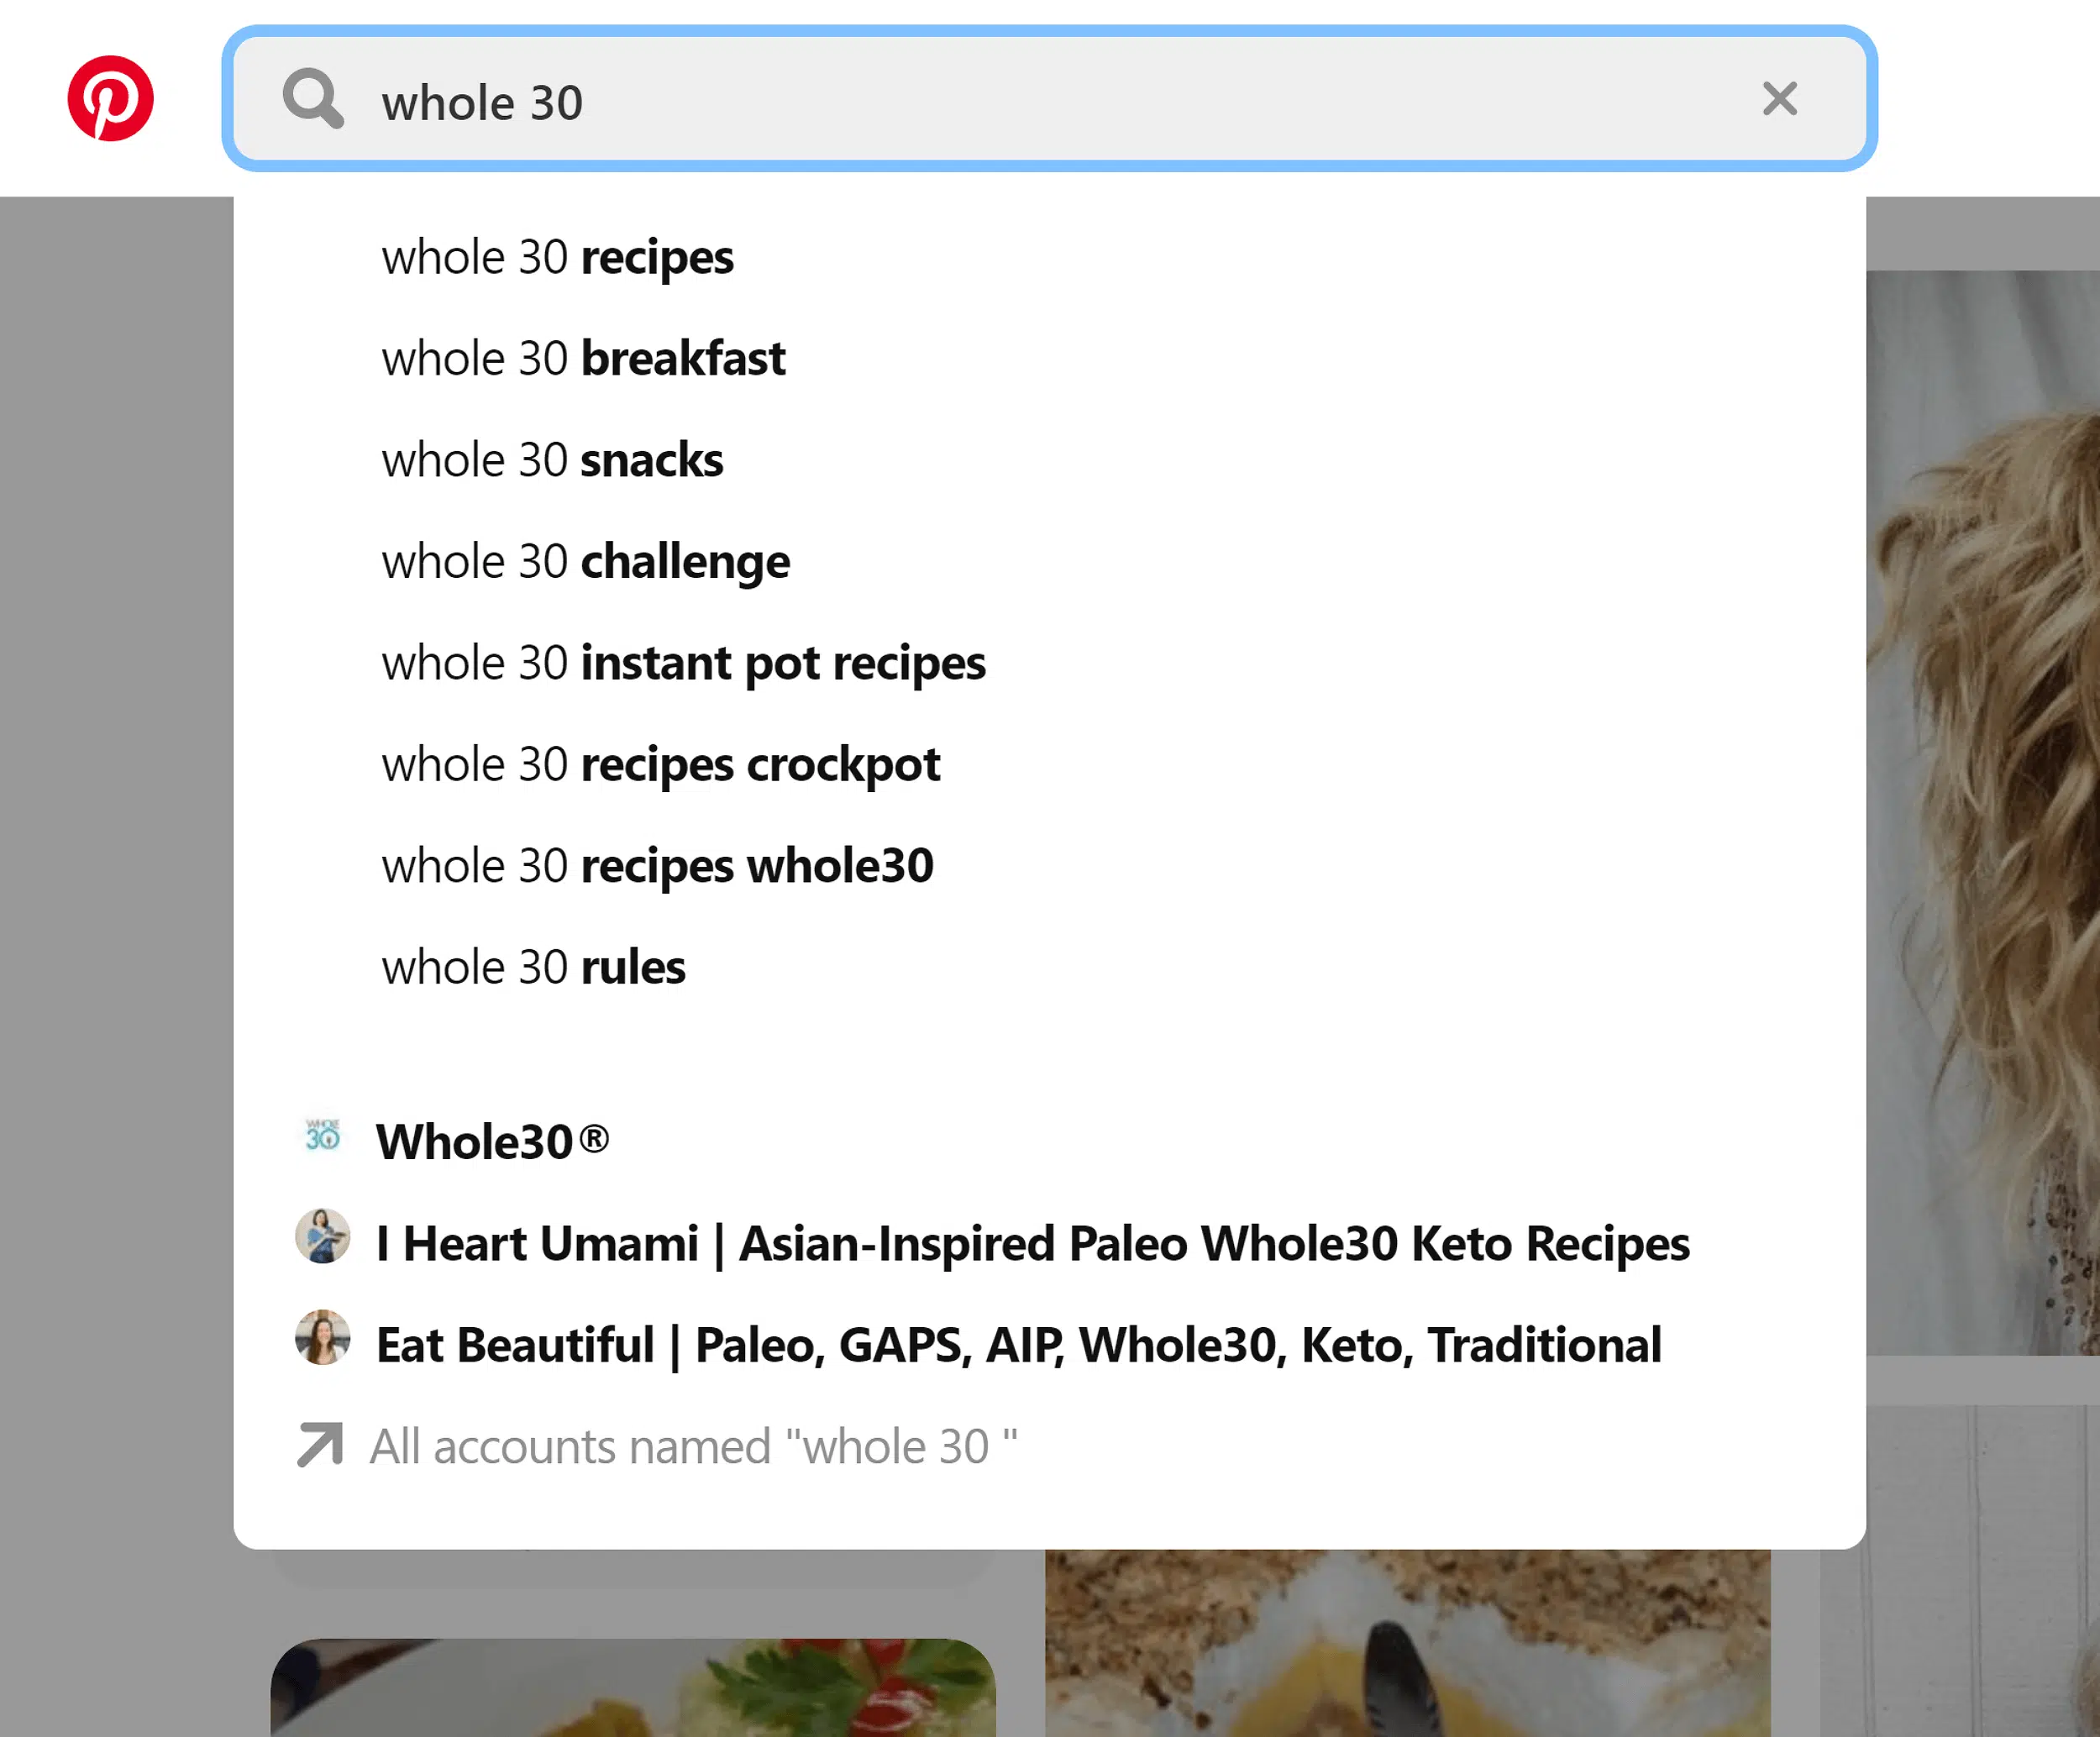 whole 30
whole 30 recipes
whole 30 breakfast
whole 30 snacks
whole 30 challenge
whole 30 instant pot recipes
whole 30 recipes crockpot
whole 30 recipes whole30
whole 30 rules
WHOLE
30
Whole30®
I Heart Umami | Asian-Inspired Paleo Whole30 Keto Recipes
Eat Beautiful | Paleo, GAPS, AIP, Whole30, Keto, Traditional
All accounts named "whole 30 "